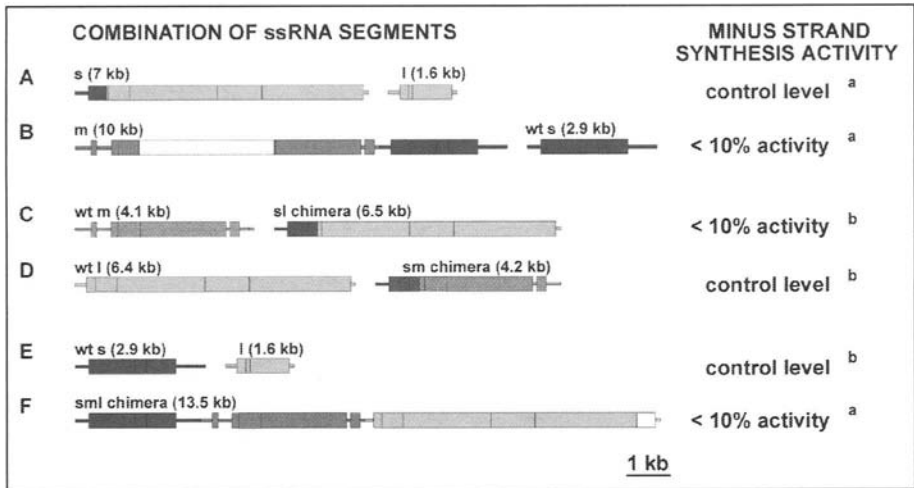 COMBINATION OF ssRNA SEGMENTS
MINUS STRAND
SYNTHESIS ACTIVITY
A
s (7 kb)
l (1.6 kb)
control level a
B
m (10 kb)
wt s (2.9 kb)
< 10% activity a
C
wt m (4.1 kb)
sl chimera (6.5 kb)
< 10% activity b
D
wt l (6.4 kb)
sm chimera (4.2 kb)
control level b
E
wt s (2.9 kb)
l (1.6 kb)
control level b
F
sml chimera (13.5 kb)
< 10% activity a
1 kb